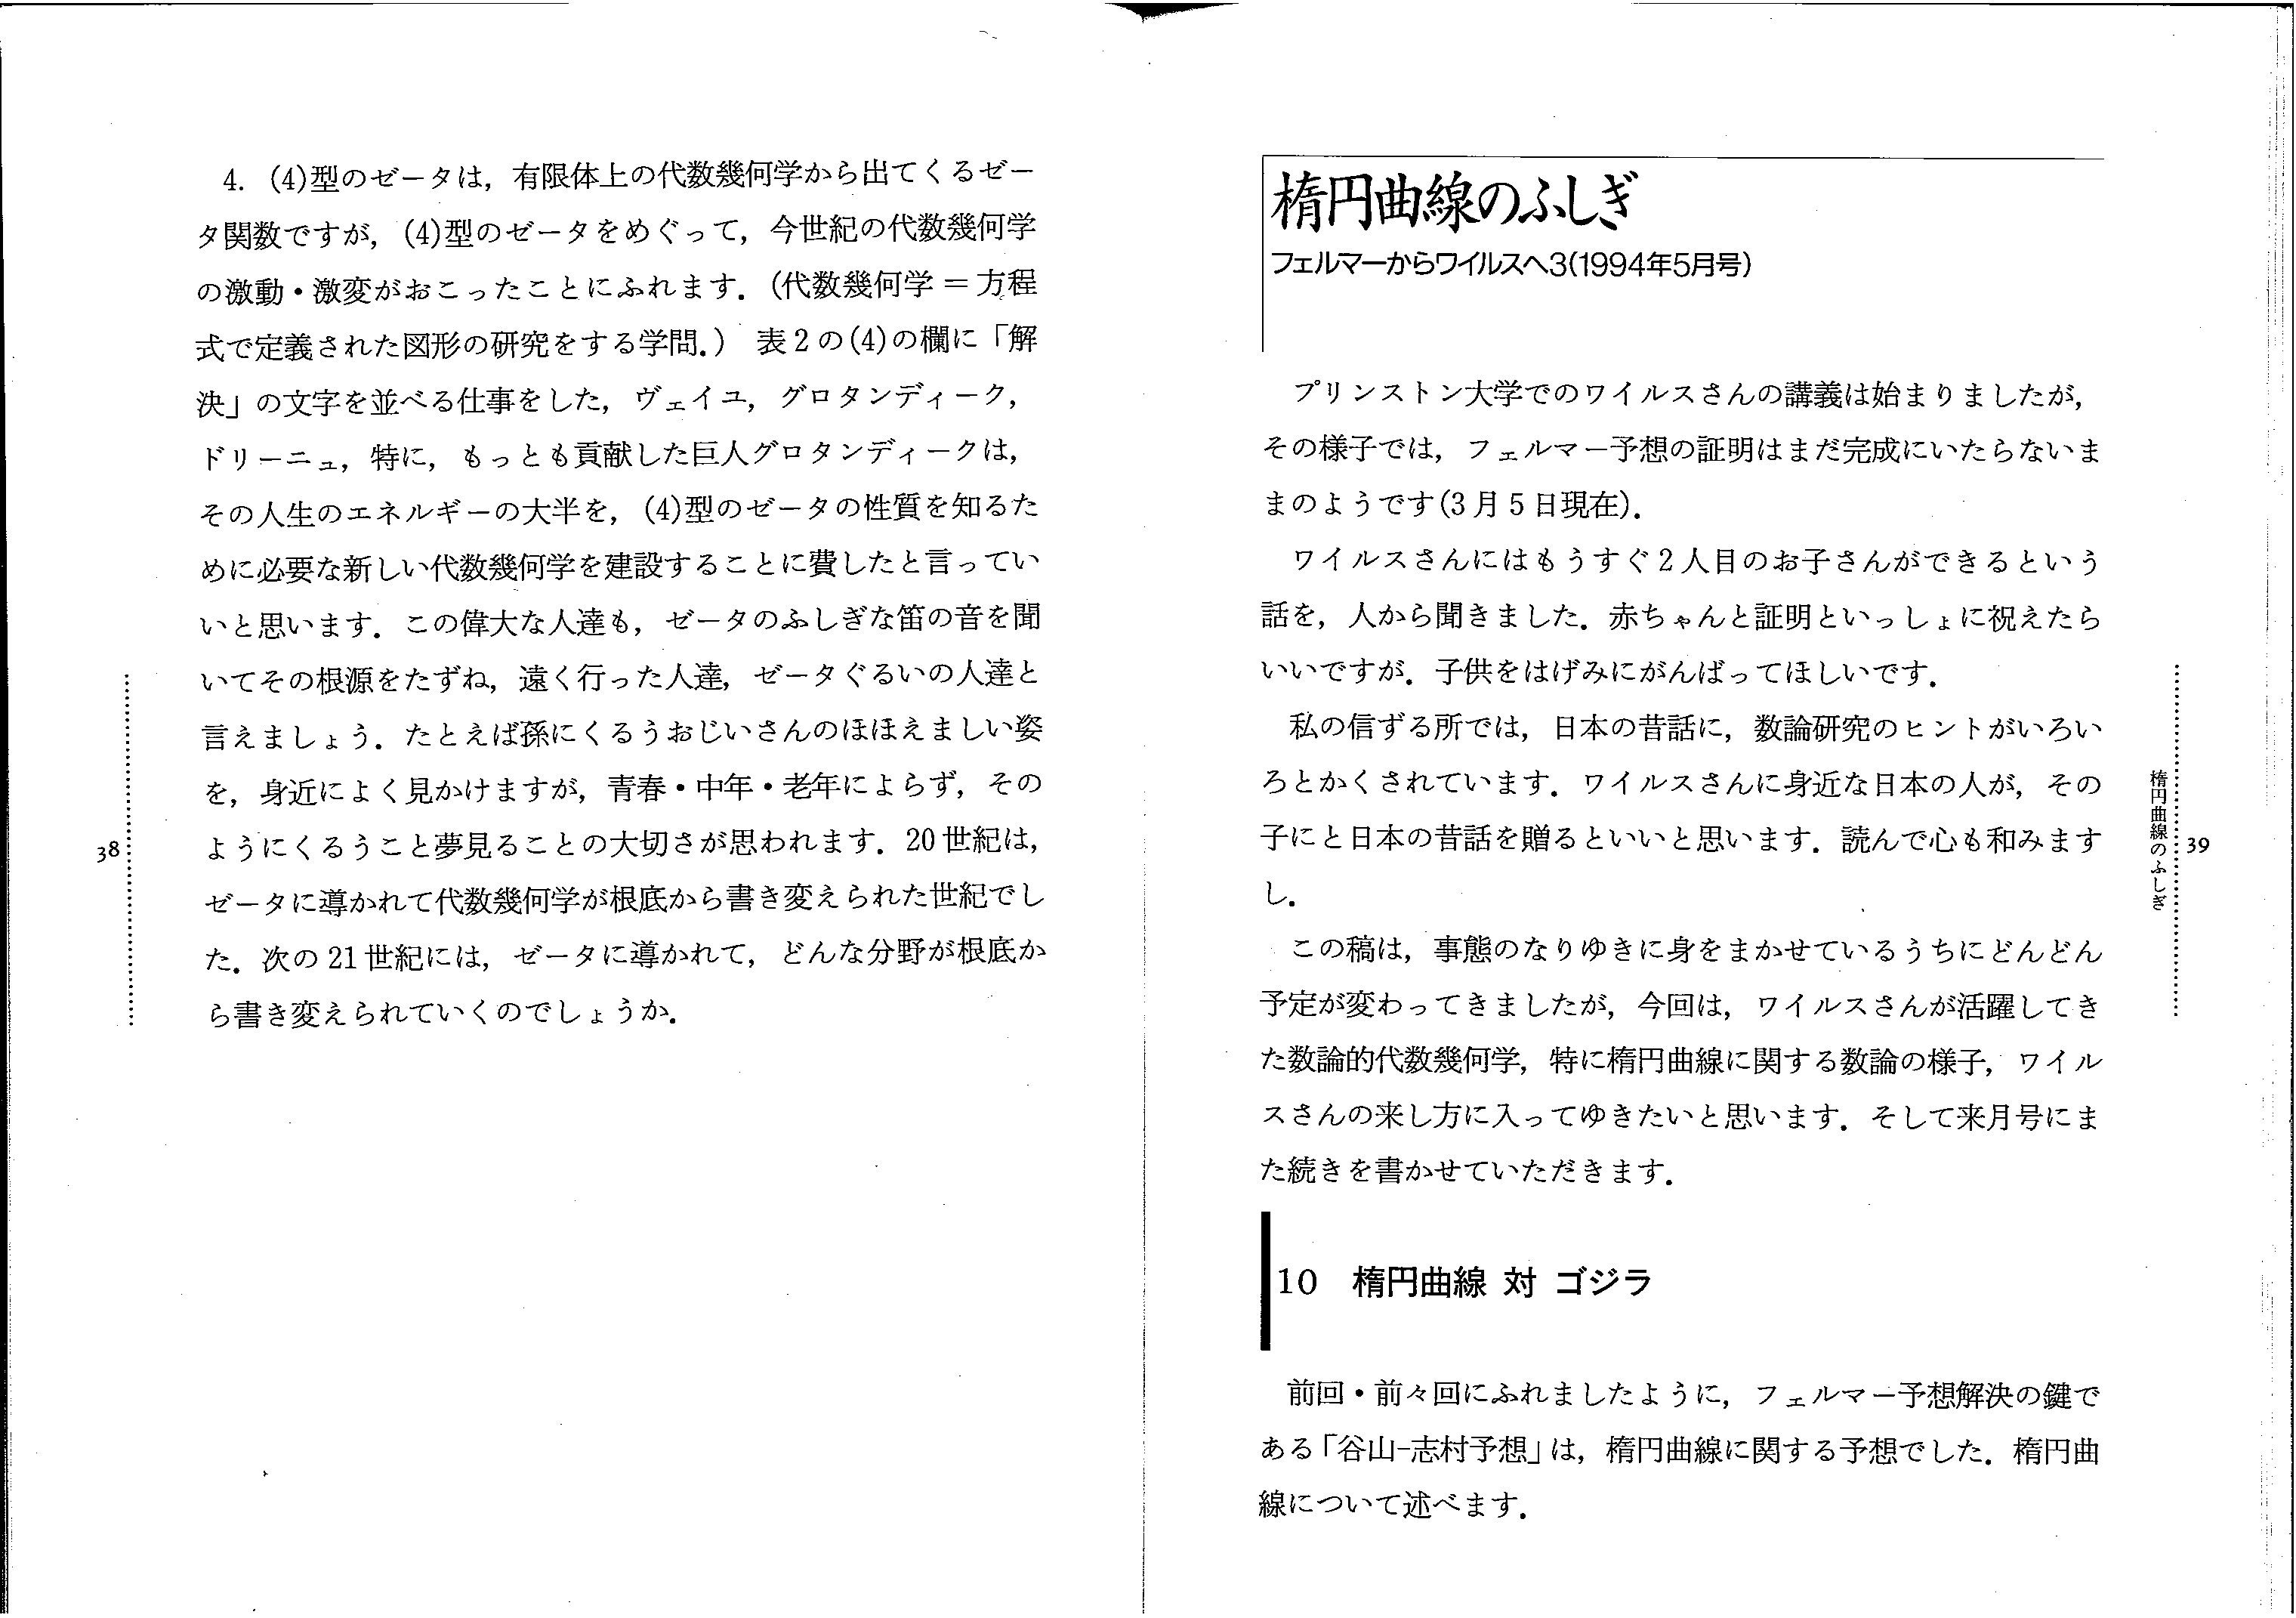 4. (4)型のゼータは，有限体上の代数幾何学から出てくるゼー
タ関数ですが，(4)型のゼータをめぐって，今世紀の代数幾何学
の激動・激変がおこったことにふれます．(代数幾何学＝方程
式で定義された図形の研究をする学問．) 表2の(4)の欄に「解
決」の文字を並べる仕事をした，ヴェイユ，グロタンディーク，
ドリーニュ，特に，もっとも貢献した巨人グロタンディークは，
その人生のエネルギーの大半を，(4)型のゼータの性質を知るた
めに必要な新しい代数幾何学を建設することに費したと言ってい
いと思います．この偉大な人達も，ゼータのふしぎな笛の音を聞
いてその根源をたずね，遠く行った人達，ゼータぐるいの人達と
言えましょう．たとえば孫にくるうおじいさんのほほえましい姿
を，身近によく見かけますが，青春・中年・老年によらず，その
ようにくるうこと夢見ることの大切さが思われます．20世紀は，
ゼータに導かれて代数幾何学が根底から書き変えられた世紀でし
た．次の21世紀には，ゼータに導かれて，どんな分野が根底か
ら書き変えられていくのでしょうか．
38
楕円曲線のふしぎ
フェルマーからワイルスへ3(1994年5月号)
プリンストン大学でのワイルスさんの講義は始まりましたが，
その様子では，フェルマー予想の証明はまだ完成にいたらないま
まのようです(3月5日現在)．
ワイルスさんにはもうすぐ2人目のお子さんができるという
話を，人から聞きました．赤ちゃんと証明といっしょに祝えたら
いいですが．子供をはげみにがんばってほしいです．
私の信ずる所では，日本の昔話に，数論研究のヒントがいろい
ろとかくされています．ワイルスさんに身近な日本の人が，その
子にと日本の昔話を贈るといいと思います．読んで心も和みます
し．
この稿は，事態のなりゆきに身をまかせているうちにどんどん
予定が変わってきましたが，今回は，ワイルスさんが活躍してき
た数論的代数幾何学，特に楕円曲線に関する数論の様子，ワイル
スさんの来し方に入ってゆきたいと思います．そして来月号にま
た続きを書かせていただきます．
10 楕円曲線 対 ゴジラ
前回・前々回にふれましたように，フェルマー予想解決の鍵で
ある「谷山-志村予想」は，楕円曲線に関する予想でした．楕円曲
線について述べます．
楕円曲線のふしぎ
39